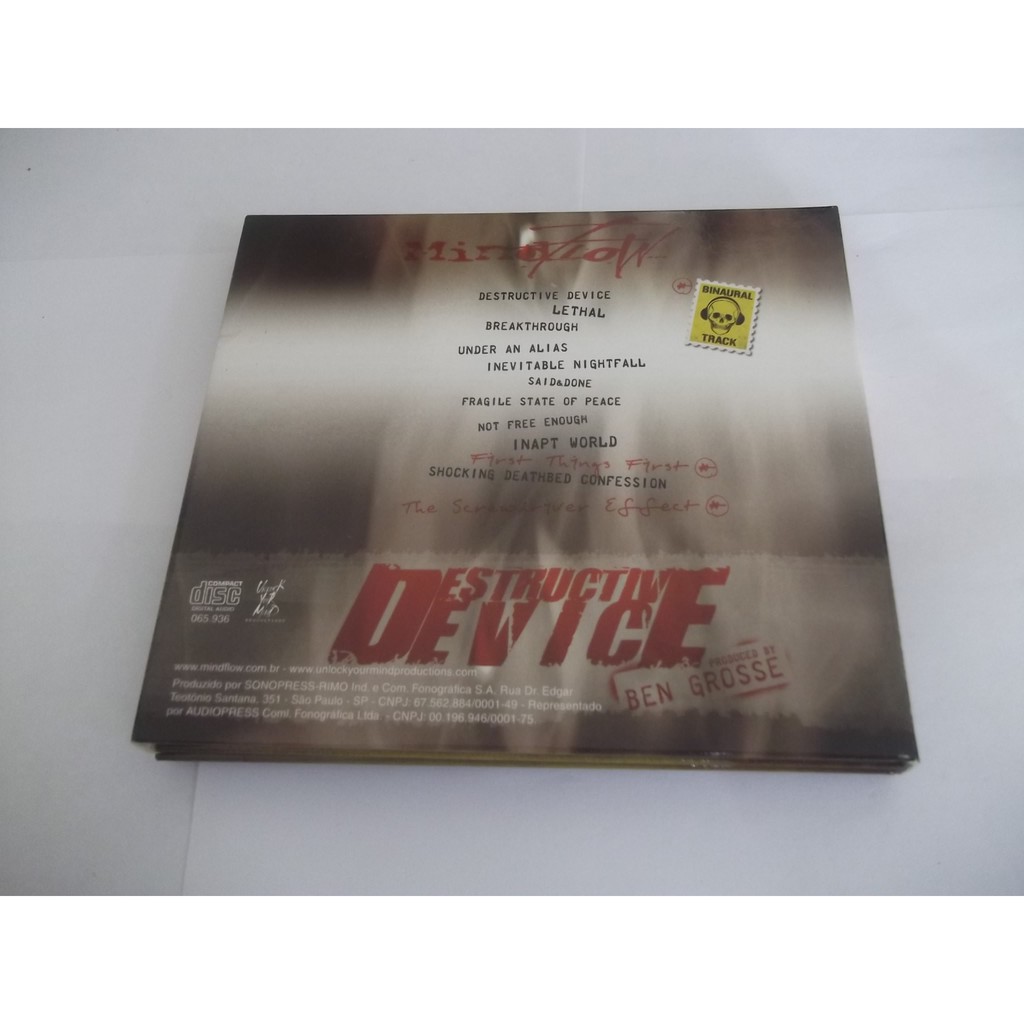 MindFlow
DESTRUCTIVE DEVICE
LETHAL
BREAKTHROUGH
UNDER AN ALIAS
INEVITABLE NIGHTFALL
SAID&DONE
FRAGILE STATE OF PEACE
NOT FREE ENOUGH
INAPT WORLD
First Things First #
SHOCKING DEATHBED CONFESSION
The Screwdriver Effect #
# BINAURAL
TRACK
DESTRUCTIVE
DEVICE
PRODUCED BY
BEN GROSSE
COMPACT
disc
DIGITAL AUDIO
065.936
www.mindflow.com.br - www.unlockyourmindproductions.com
Produzido por SONOPRESS-RIMO Ind. e Com. Fonográfica S.A. Rua Dr. Edgar
Teotônio Santana, 351 - São Paulo - SP - CNPJ: 67.562.884/0001-49 - Representado
por AUDIOPRESS Coml. Fonográfica Ltda. - CNPJ: 00.196.946/0001-75.